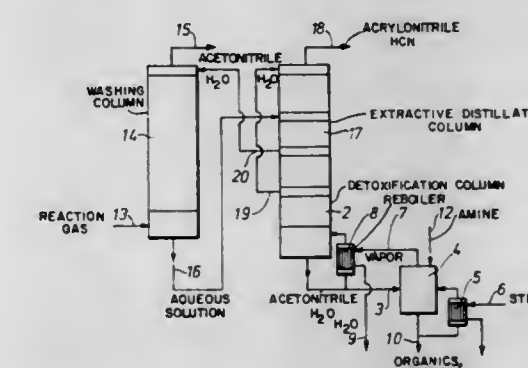 15
18
ACRYLONITRILE
HCN
ACETONITRILE
H₂O
H₂O
WASHING
COLUMN
14
EXTRACTIVE DISTILLAT
COLUMN
17
20
DETOXIFICATION COLUMN
REBOILER
19
2
8
7
12
AMINE
REACTION
GAS
13
VAPOR
4
5
16
AQUEOUS
SOLUTION
ACETONITRILE
H₂O
H₂O
3
6
ST
9
10
ORGANICS,